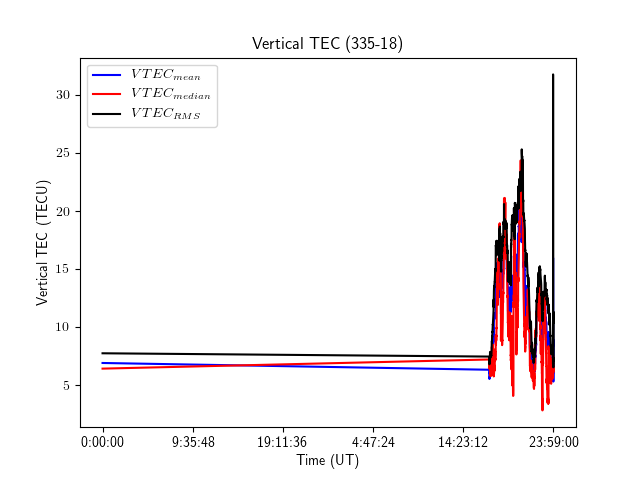 Vertical TEC (335-18)
VTEC_mean
VTEC_median
VTEC_RMS
Vertical TEC (TECU)
30
25
20
15
10
5
0:00:00 9:35:48 19:11:36 4:47:24 14:23:12 23:59:00
Time (UT)